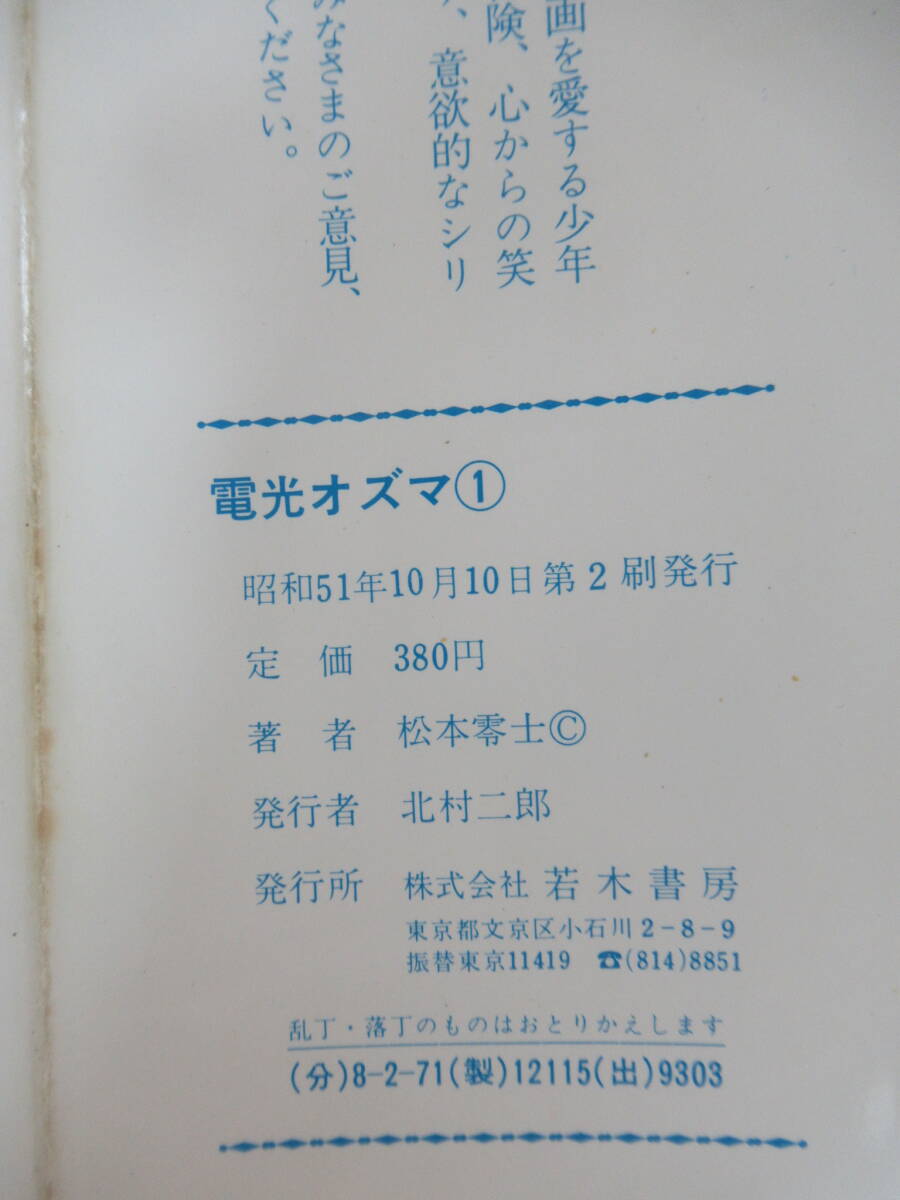 画を愛する少年
険、心からの笑
、意欲的なシリ
みなさまのご意見、
ください。
電光オズマ①
昭和51年10月10日第2刷発行
定 価 380円
著 者 松本零士©
発行者 北村二郎
発行所 株式会社 若木書房
東京都文京区小石川2-8-9
振替東京11419 ☎(814)8851
乱丁・落丁のものはおとりかえします
(分)8-2-71(製)12115(出)9303